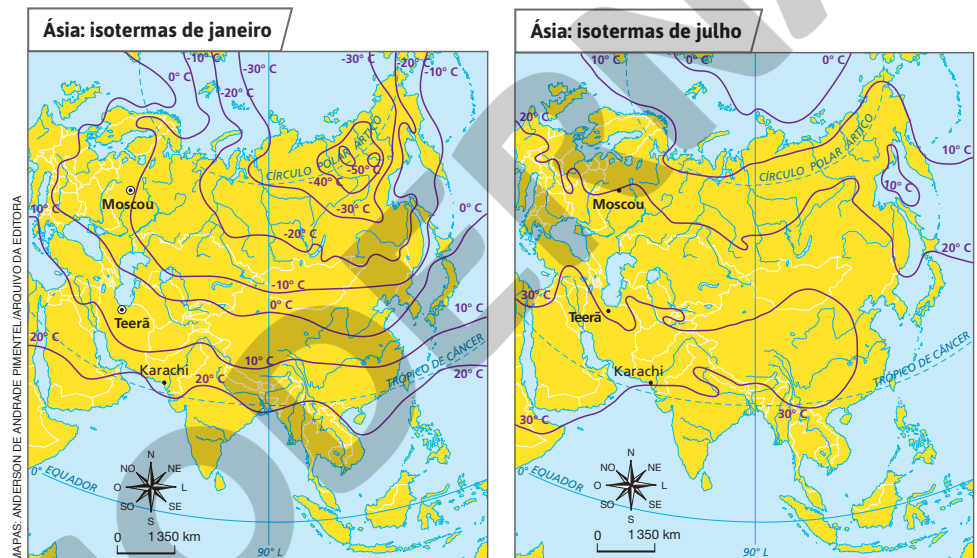 Ásia: isotermas de janeiro
-10° C
-30° C
-30° C
-20° C
-10° C
0° C
-20° C
CÍRCULO POLAR ÁRTICO
-50° C
-40° C
-30° C
Moscou
10° C
0° C
-20° C
-10° C
0° C
10° C
Teerã
20° C
10° C
TRÓPICO DE CÂNCER
Karachi
20° C
20° C
0° EQUADOR
N
NO
NE
O
L
SO
SE
S
0
1 350 km
90° L
MAPAS: ANDERSON DE ANDRADE PIMENTEL/ARQUIVO DA EDITORA
Ásia: isotermas de julho
10° C
0° C
0° C
20° C
CÍRCULO POLAR ÁRTICO
10° C
10° C
Moscou
20° C
30° C
Teerã
TRÓPICO DE CÂNCER
Karachi
30° C
30° C
0° EQUADOR
N
NO
NE
O
L
SO
SE
S
0
1 350 km
90° L